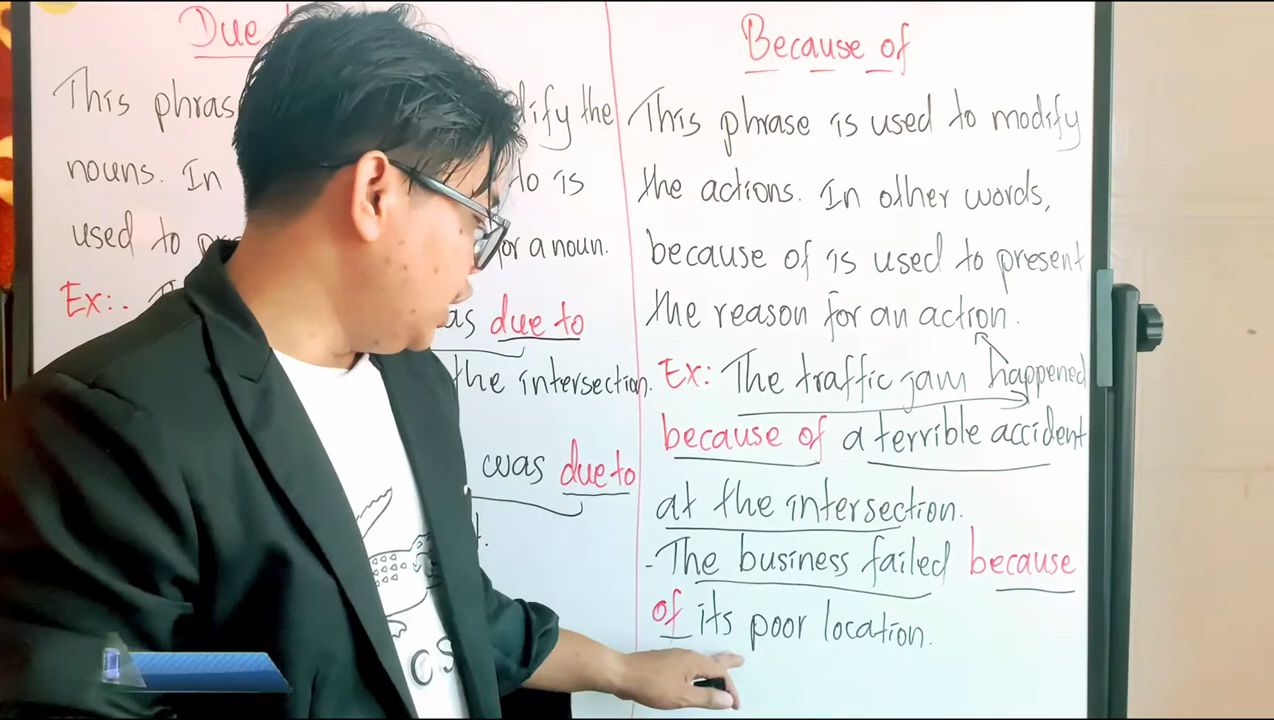 Due
This phras
dify the
nouns. In
to is
used to
for a noun.
Ex:-
as due to
the intersection.
was due to
t.
Because of
This phrase is used to modify
the actions. In other words,
because of is used to present
the reason for an action.
Ex: The traffic jam happened
because of a terrible accident
at the intersection.
- The business failed because
of its poor location.
CS